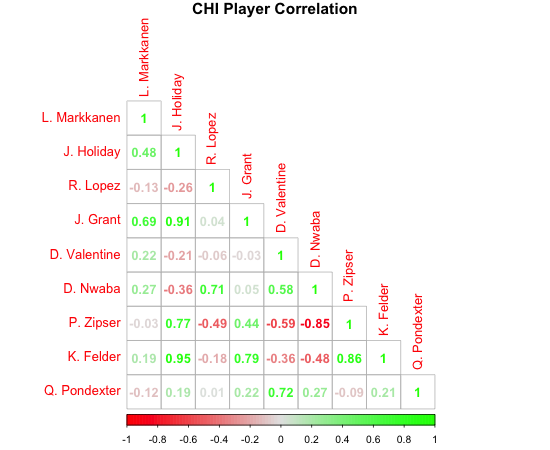 CHI Player Correlation
L. Markkanen
J. Holiday
R. Lopez
J. Grant
D. Valentine
D. Nwaba
P. Zipser
K. Felder
Q. Pondexter
L. Markkanen 1
J. Holiday 0.48 1
R. Lopez -0.13 -0.26 1
J. Grant 0.69 0.91 0.04 1
D. Valentine 0.22 -0.21 -0.06 -0.03 1
D. Nwaba 0.27 -0.36 0.71 0.05 0.58 1
P. Zipser -0.03 0.77 -0.49 0.44 -0.59 -0.85 1
K. Felder 0.19 0.95 -0.18 0.79 -0.36 -0.48 0.86 1
Q. Pondexter -0.12 0.19 0.01 0.22 0.72 0.27 -0.09 0.21 1
-1 -0.8 -0.6 -0.4 -0.2 0 0.2 0.4 0.6 0.8 1